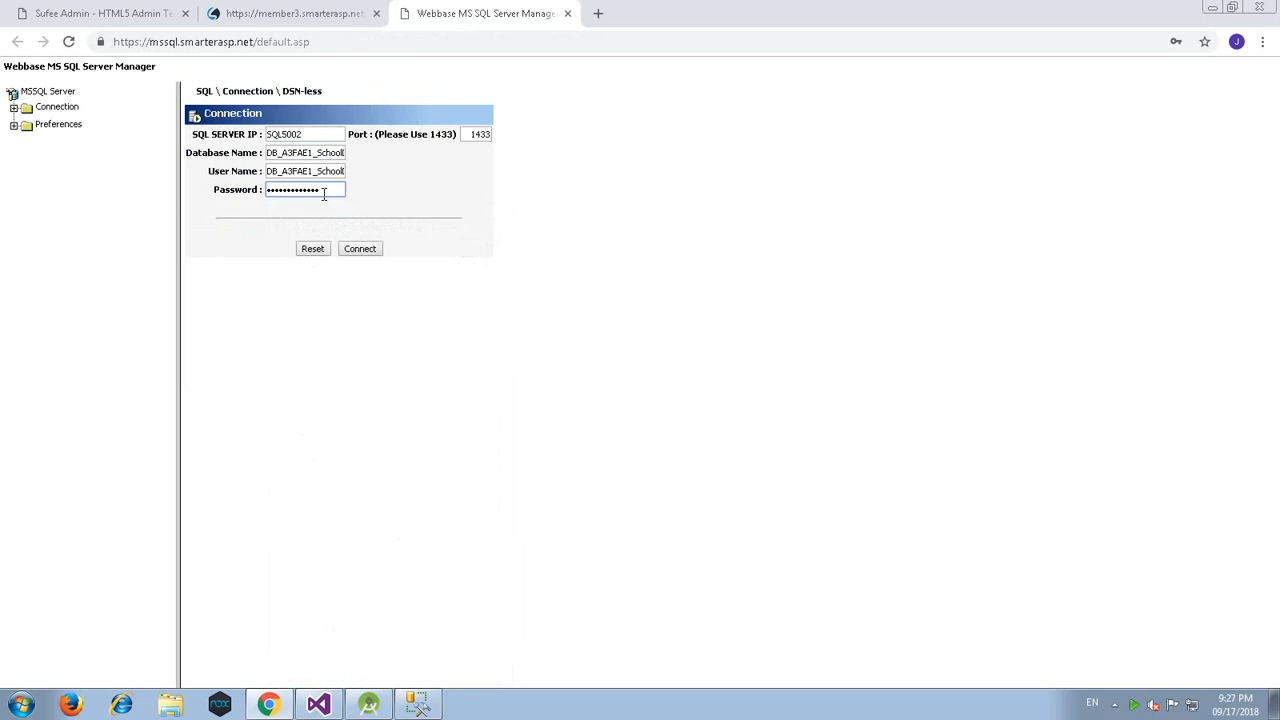 Sufee Admin - HTML5 Admin Te
https://member3.smarterasp.net
Webbase MS SQL Server Manage
https://mssql.smarterasp.net/default.asp
J
Webbase MS SQL Server Manager
MSSQL Server
Connection
Preferences
SQL \ Connection \ DSN-less
Connection
SQL SERVER IP : SQL5002 Port : (Please Use 1433) 1433
Database Name : DB_A3FAE1_Schoolt
User Name : DB_A3FAE1_Schoolt
Password : •••••••••••••
Reset Connect
nox
EN
9:27 PM
09/17/2018